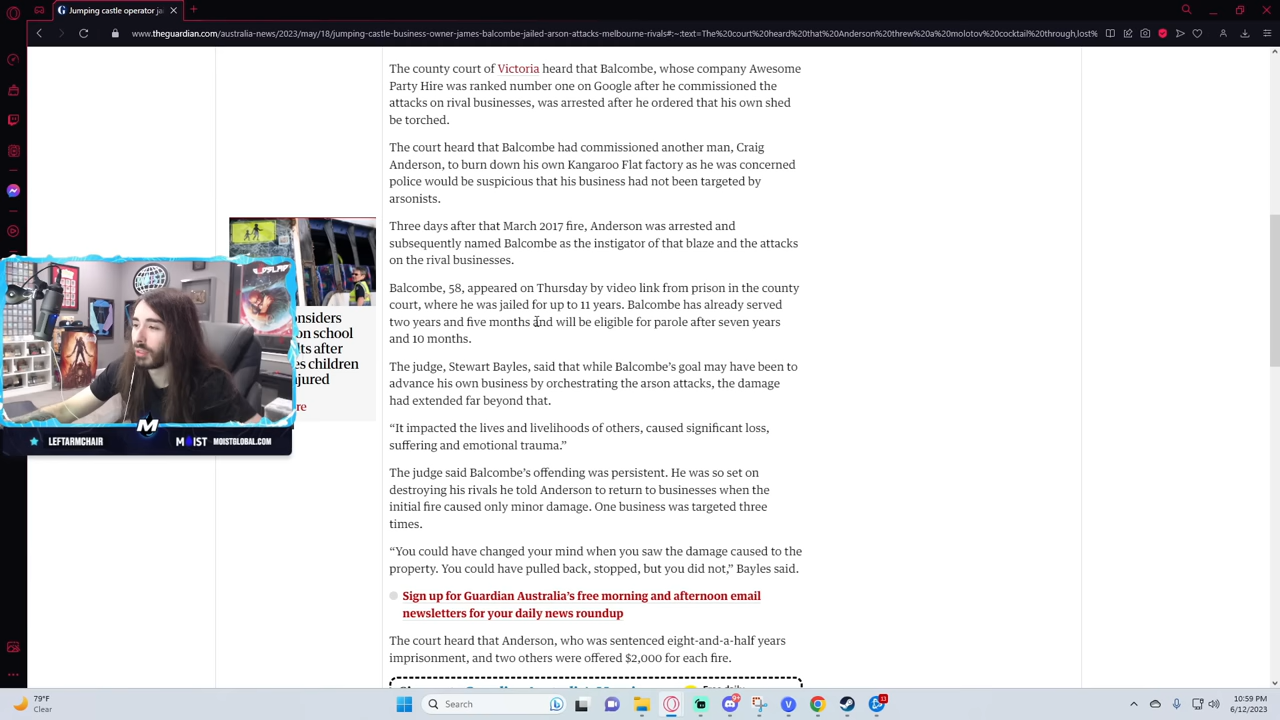 Jumping castle operator ja
www.theguardian.com/australia-news/2023/may/18/jumping-castle-business-owner-james-balcombe-jailed-arson-attacks-melbourne-rivals#:~:text=The%20court%20heard%20that%20Anderson%20threw%20a%20molotov%20cocktail%20through,lost%
The county court of Victoria heard that Balcombe, whose company Awesome
Party Hire was ranked number one on Google after he commissioned the
attacks on rival businesses, was arrested after he ordered that his own shed
be torched.
The court heard that Balcombe had commissioned another man, Craig
Anderson, to burn down his own Kangaroo Flat factory as he was concerned
police would be suspicious that his business had not been targeted by
arsonists.
Three days after that March 2017 fire, Anderson was arrested and
subsequently named Balcombe as the instigator of that blaze and the attacks
on the rival businesses.
Balcombe, 58, appeared on Thursday by video link from prison in the county
court, where he was jailed for up to 11 years. Balcombe has already served
two years and five months and will be eligible for parole after seven years
and 10 months.
The judge, Stewart Bayles, said that while Balcombe's goal may have been to
advance his own business by orchestrating the arson attacks, the damage
had extended far beyond that.
“It impacted the lives and livelihoods of others, caused significant loss,
suffering and emotional trauma.”
The judge said Balcombe's offending was persistent. He was so set on
destroying his rivals he told Anderson to return to businesses when the
initial fire caused only minor damage. One business was targeted three
times.
“You could have changed your mind when you saw the damage caused to the
property. You could have pulled back, stopped, but you did not,” Bayles said.
Sign up for Guardian Australia's free morning and afternoon email
newsletters for your daily news roundup
The court heard that Anderson, who was sentenced eight-and-a-half years
imprisonment, and two others were offered $2,000 for each fire.
onsiders
on school
lts after
es children
jured
re
LEFTARMCHAIR
M IST
MOISTGLOBAL.COM
79°F
Clear
Search
9+
13
10:59 PM
6/12/2023